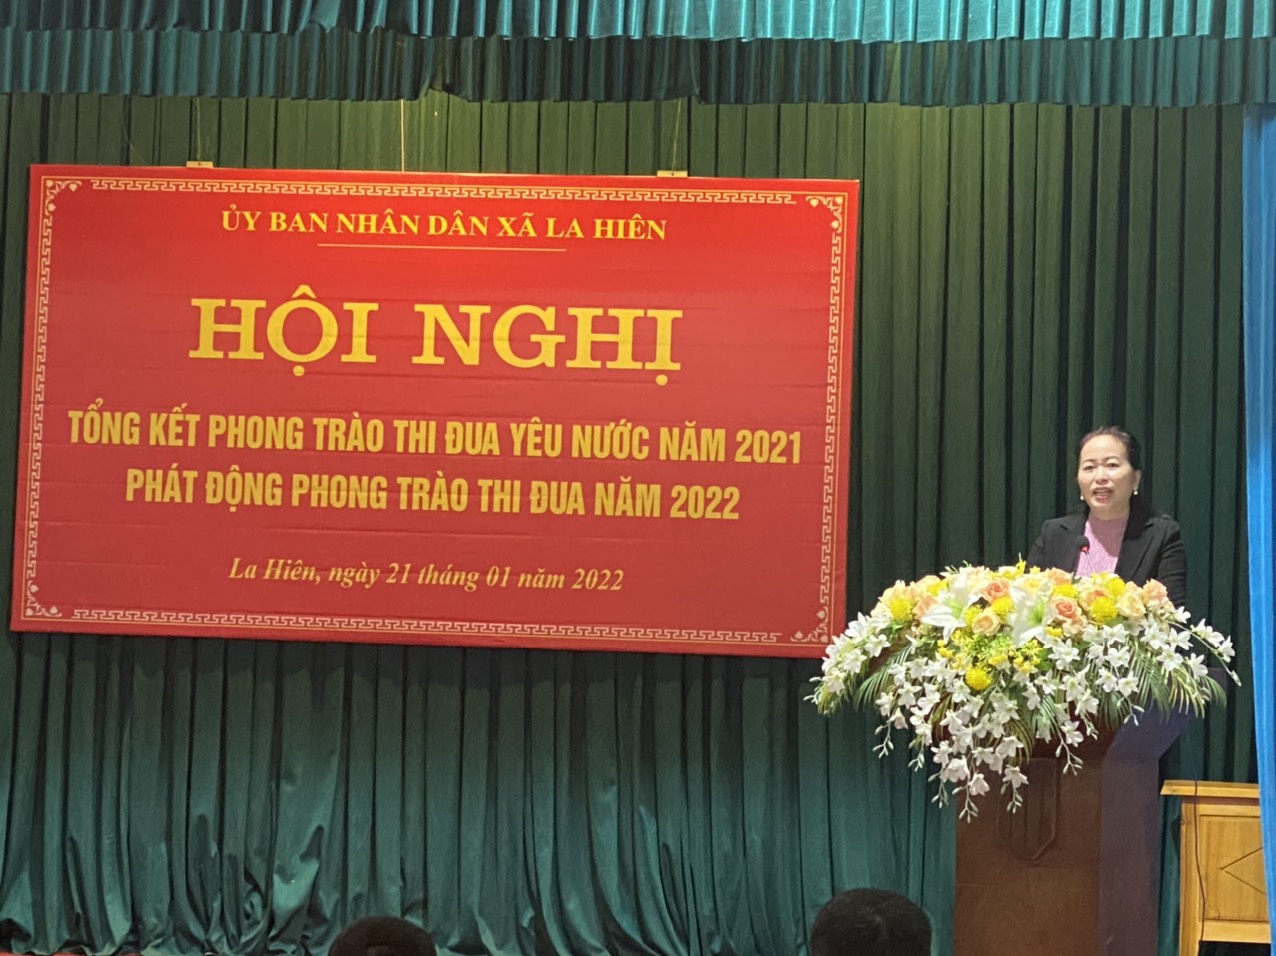 ỦY BAN NHÂN DÂN XÃ LA HIÊN
HỘI NGHỊ
TỔNG KẾT PHONG TRÀO THI ĐUA YÊU NƯỚC NĂM 2021
PHÁT ĐỘNG PHONG TRÀO THI ĐUA NĂM 2022
La Hiên, ngày 21 tháng 01 năm 2022